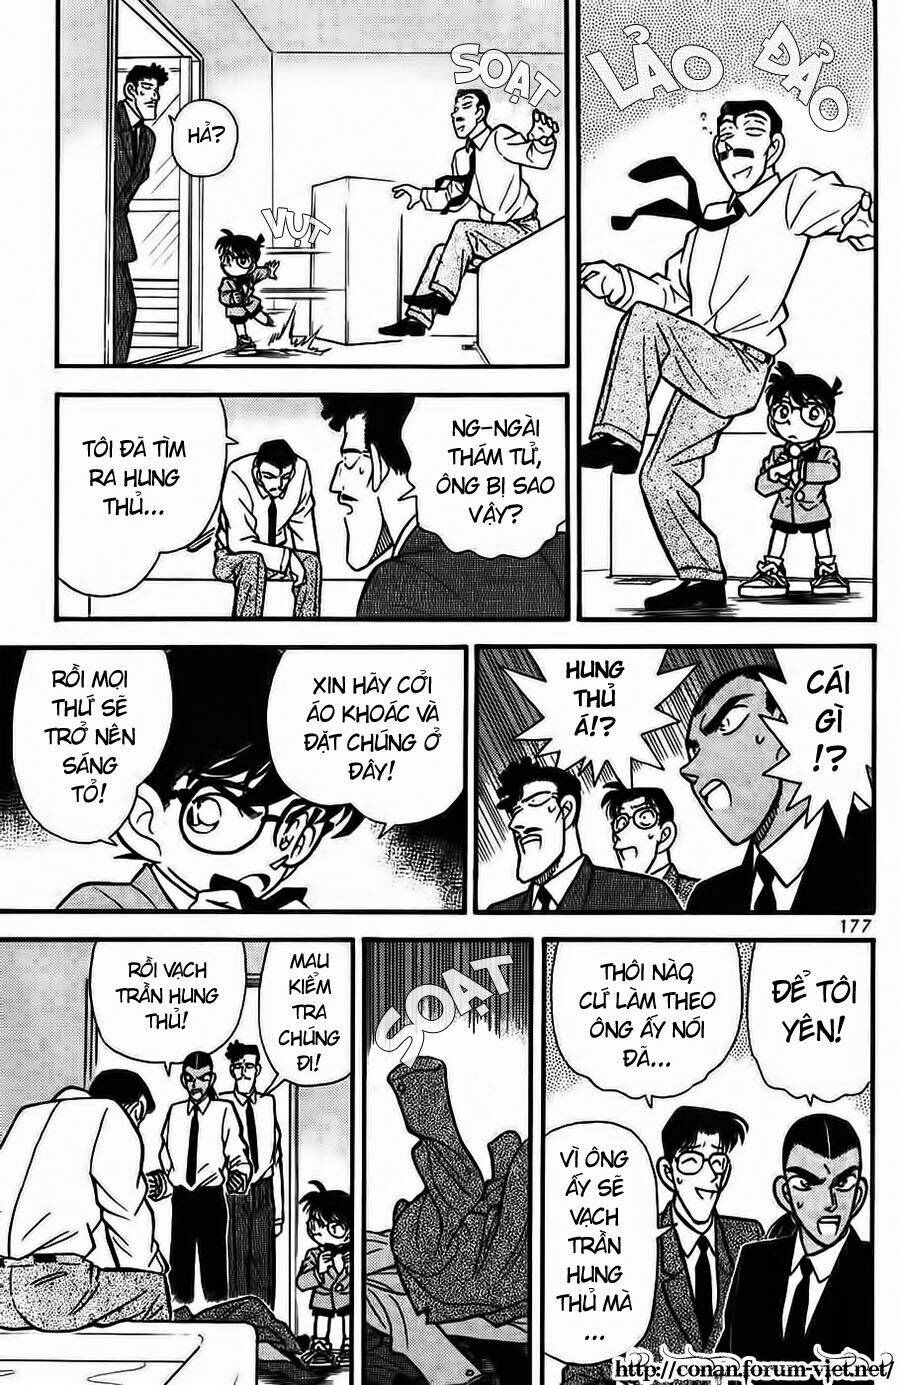 LẢO ĐẢO
SOẠT
VỤT
HẢ?
NG-NGÀI
THÁM TỬ,
ÔNG BỊ SAO
VẬY?
TÔI ĐÃ TÌM
RA HUNG
THỦ...
CÁI
GÌ
!?
HUNG
THỦ
Á!?
XIN HÃY CỞI
ÁO KHOÁC VÀ
ĐẶT CHÚNG Ở
ĐÂY!
RỒI MỌI
THỨ SẼ
TRỞ NÊN
SÁNG
TỎ!
177
ĐỂ TÔI
YÊN!
THÔI NÀO,
CỨ LÀM THEO
ÔNG ẤY NÓI
ĐÃ...
VÌ ÔNG
ẤY SẼ
VẠCH
TRẦN
HUNG
THỦ MÀ
...
SOẠT
MAU
KIỂM
TRA
CHÚNG
ĐI!
RỒI VẠCH
TRẦN HUNG
THỦ!
http://conan.forum-viet.net/